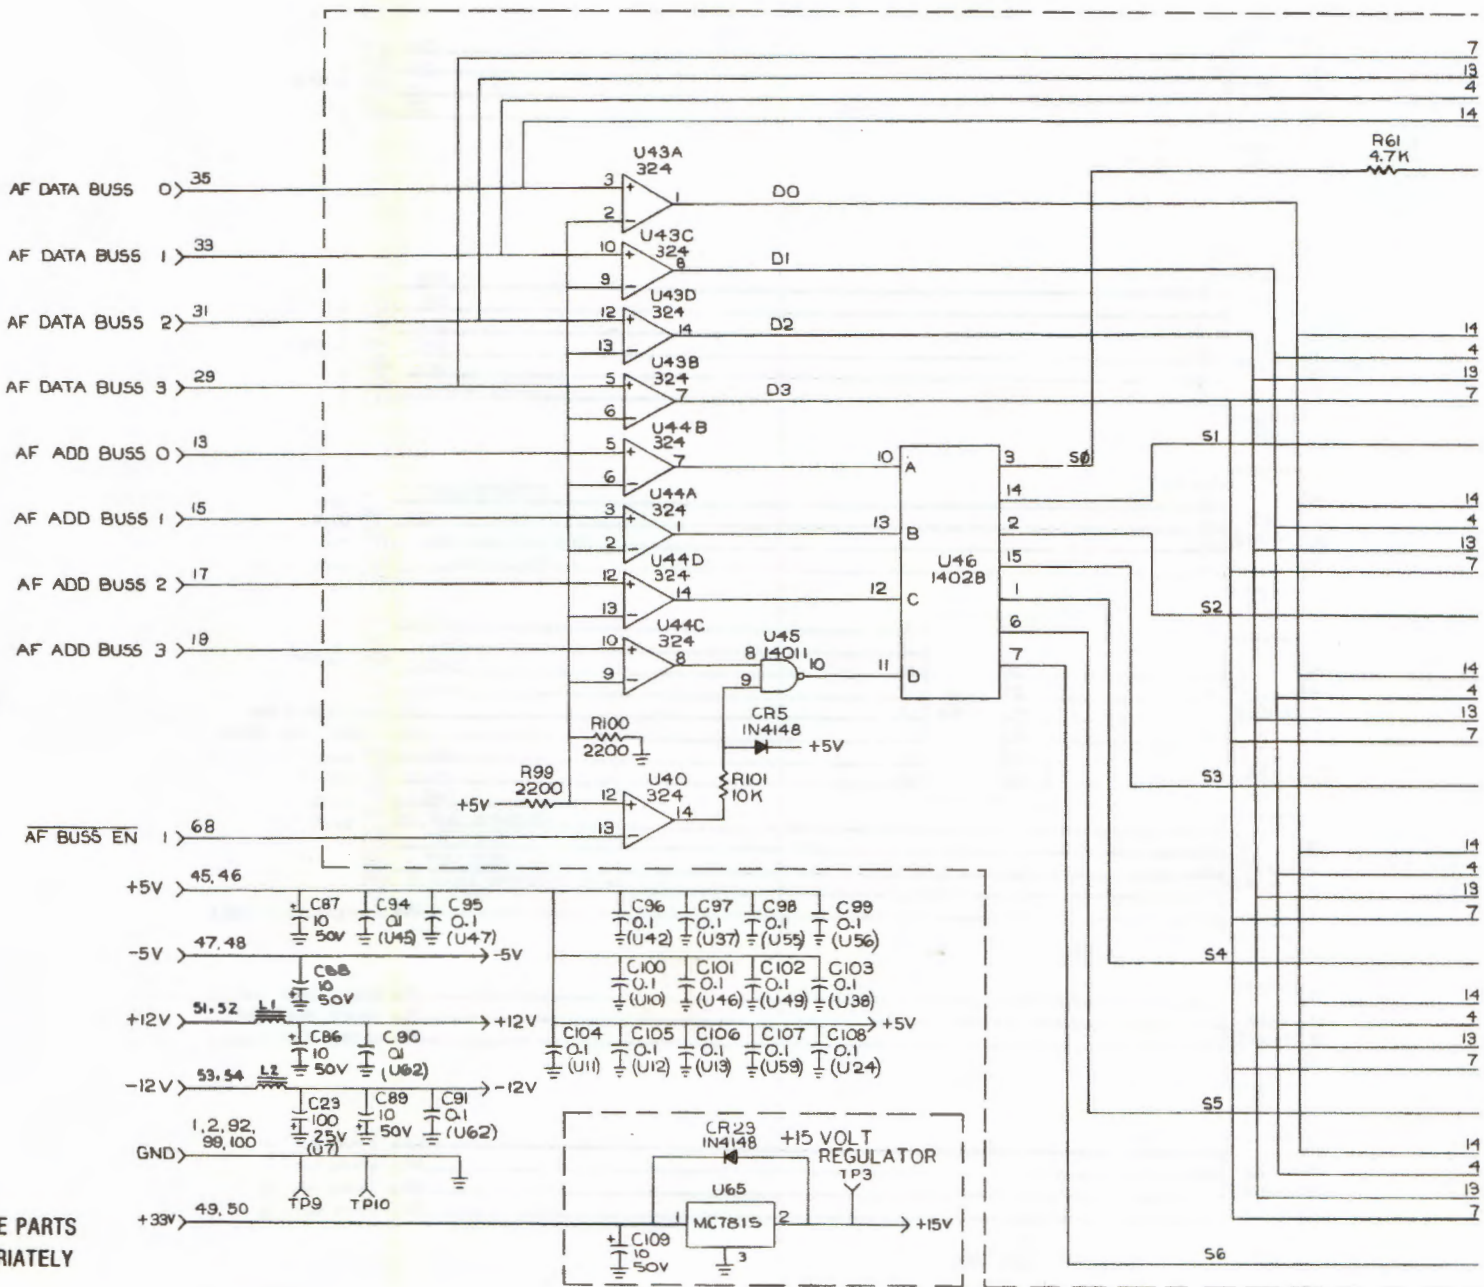 7
13
4
14
R61
4.7K
U43A
324
AF DATA BUSS 0 35
3
1
D0
2
U43C
324
AF DATA BUSS 1 33
10
8
D1
9
U43D
324
AF DATA BUSS 2 31
12
14
D2
14
13
4
U43B
324
13
AF DATA BUSS 3 29
5
7
D3
7
6
U44B
324
AF ADD BUSS 0 13
5
7
10 A
3 SØ
S1
6
14
14
U44A
324
AF ADD BUSS 1 15
3
1
13 B
2
4
2
15
13
U46
1402B
7
U44D
324
AF ADD BUSS 2 17
12
14
12 C
1
S2
13
6
U44C
324
U45
14011
AF ADD BUSS 3 19
10
8
8
10
11 D
7
14
9
9
4
13
CR5
1N4148
+5V
7
R100
2200
R99
2200
+5V
U40
324
R101
10K
S3
12
14
13
AF BUSS EN 1 68
14
4
13
7
+5V 45,46
C87
10
50V
C94
0.1
(U45)
C95
0.1
(U47)
C96
0.1
(U42)
C97
0.1
(U37)
C98
0.1
(U55)
C99
0.1
(U56)
-5V 47,48
-5V
S4
C88
10
50V
C100
0.1
(U10)
C101
0.1
(U46)
C102
0.1
(U49)
C103
0.1
(U38)
14
+12V 51,52 L1
+12V
+5V
4
C86
10
50V
C90
0.1
(U62)
C104
0.1
(U11)
C105
0.1
(U12)
C106
0.1
(U13)
C107
0.1
(U59)
C108
0.1
(U24)
13
7
-12V 53,54 L2
-12V
C23
100
25V
(U7)
C89
10
50V
C91
0.1
(U62)
S5
1,2,92,
99,100
GND
CR23
1N4148
+15 VOLT
REGULATOR
TP3
14
4
TP9
TP10
U65
13
+33V 49,50
1 MC7815 2
+15V
7
3
C109
10
50V
S6
E PARTS
RIATELY